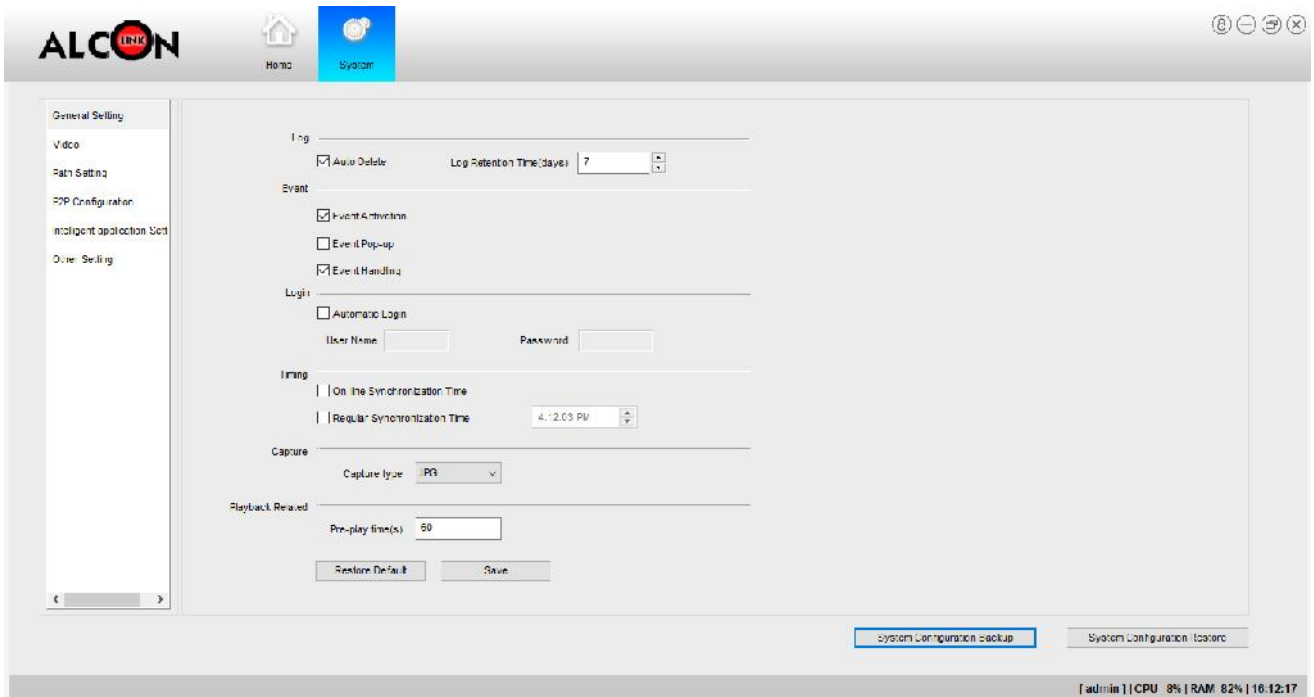 ALCON
LINK
Home
System
General Setting
Video
Path Setting
P2P Configuration
Intelligent application Sett
Other Setting
Log
Auto Delete
Log Retention Time(days) 7
Event
Event Activation
Event Pop-up
Event Handling
Login
Automatic Login
User Name
Password
Timing
On-line Synchronization Time
Regular Synchronization Time 4:12:03 PM
Capture
Capture type JPG
Playback Related
Pre-play time(s) 60
Restore Default
Save
System Configuration Backup
System Configuration Restore
[ admin ] | CPU 8% | RAM 82% | 16:12:17